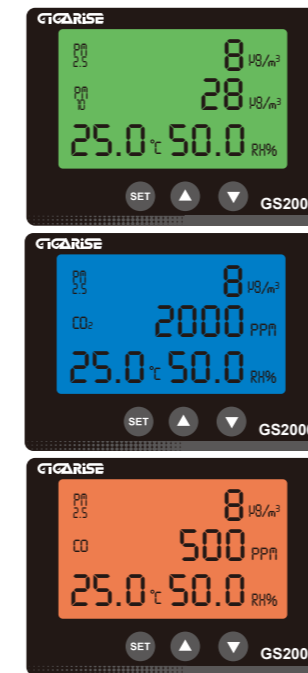 GIGARISE
PM
2.5
8 µg/m³
PM
10
28 µg/m³
25.0 ℃ 50.0 RH%
SET
GS200
GIGARISE
PM
2.5
8 µg/m³
CO₂
2000 PPM
25.0 ℃ 50.0 RH%
SET
GS200
GIGARISE
PM
2.5
8 µg/m³
CO
500 PPM
25.0 ℃ 50.0 RH%
SET
GS200